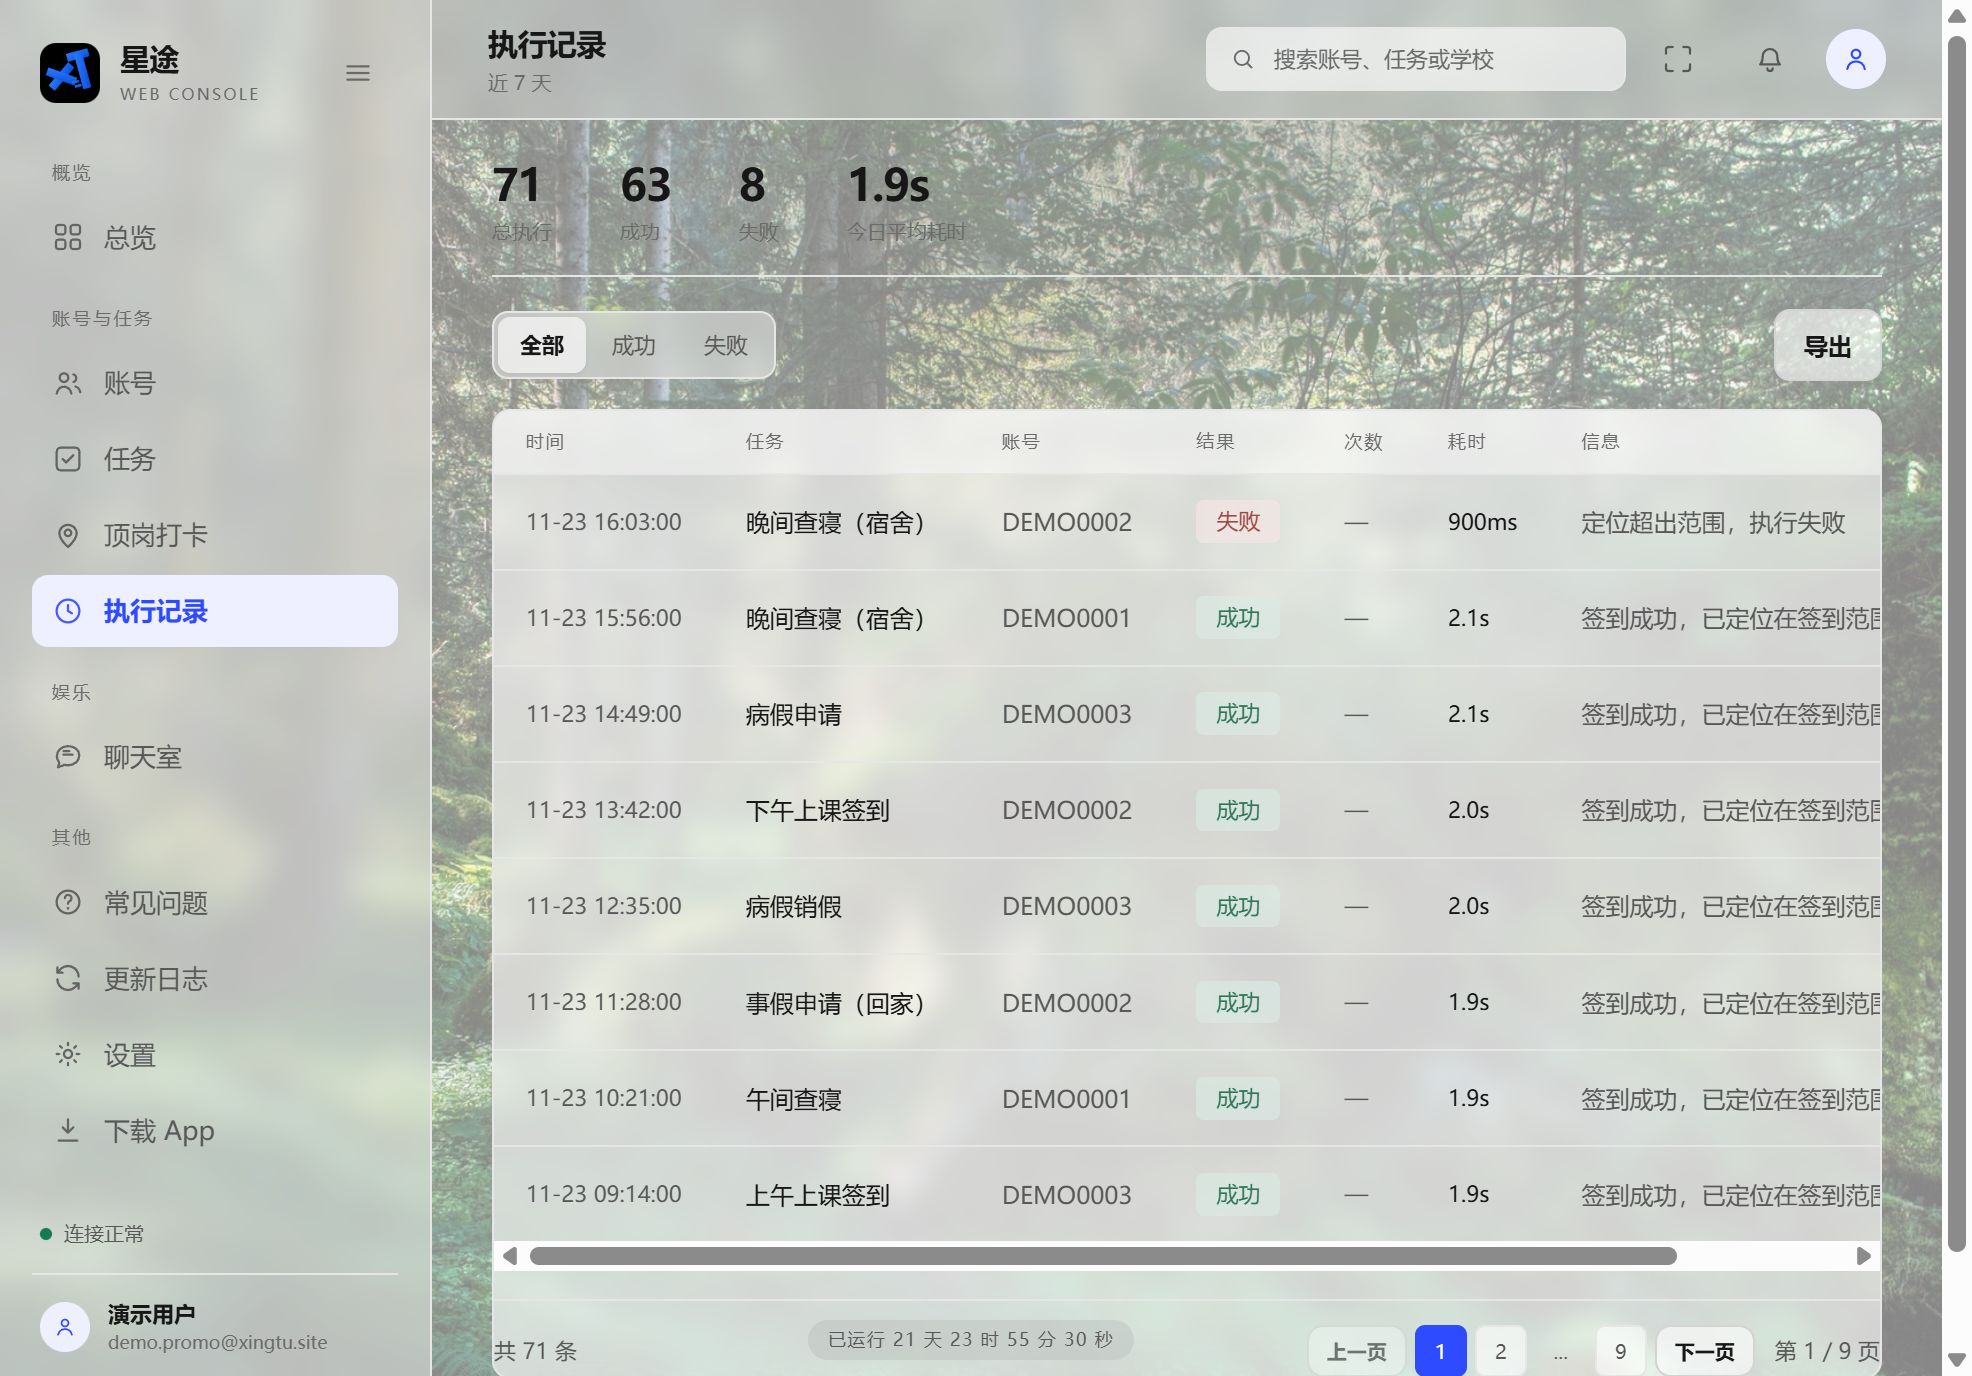 星途
WEB CONSOLE
概览
总览
账号与任务
账号
任务
顶岗打卡
执行记录
娱乐
聊天室
其他
常见问题
更新日志
设置
下载 App
连接正常
演示用户
demo.promo@xingtu.site
执行记录
近 7 天
搜索账号、任务或学校
71 63 8 1.9s
总执行 成功 失败 今日平均耗时
全部 成功 失败
导出
时间 任务 账号 结果 次数 耗时 信息
11-23 16:03:00 晚间查寝（宿舍） DEMO0002 失败 — 900ms 定位超出范围，执行失败
11-23 15:56:00 晚间查寝（宿舍） DEMO0001 成功 — 2.1s 签到成功，已定位在签到范围
11-23 14:49:00 病假申请 DEMO0003 成功 — 2.1s 签到成功，已定位在签到范围
11-23 13:42:00 下午上课签到 DEMO0002 成功 — 2.0s 签到成功，已定位在签到范围
11-23 12:35:00 病假销假 DEMO0003 成功 — 2.0s 签到成功，已定位在签到范围
11-23 11:28:00 事假申请（回家） DEMO0002 成功 — 1.9s 签到成功，已定位在签到范围
11-23 10:21:00 午间查寝 DEMO0001 成功 — 1.9s 签到成功，已定位在签到范围
11-23 09:14:00 上午上课签到 DEMO0003 成功 — 1.9s 签到成功，已定位在签到范围
共 71 条
已运行 21 天 23 时 55 分 30 秒
上一页 1 2 ... 9 下一页 第 1 / 9 页